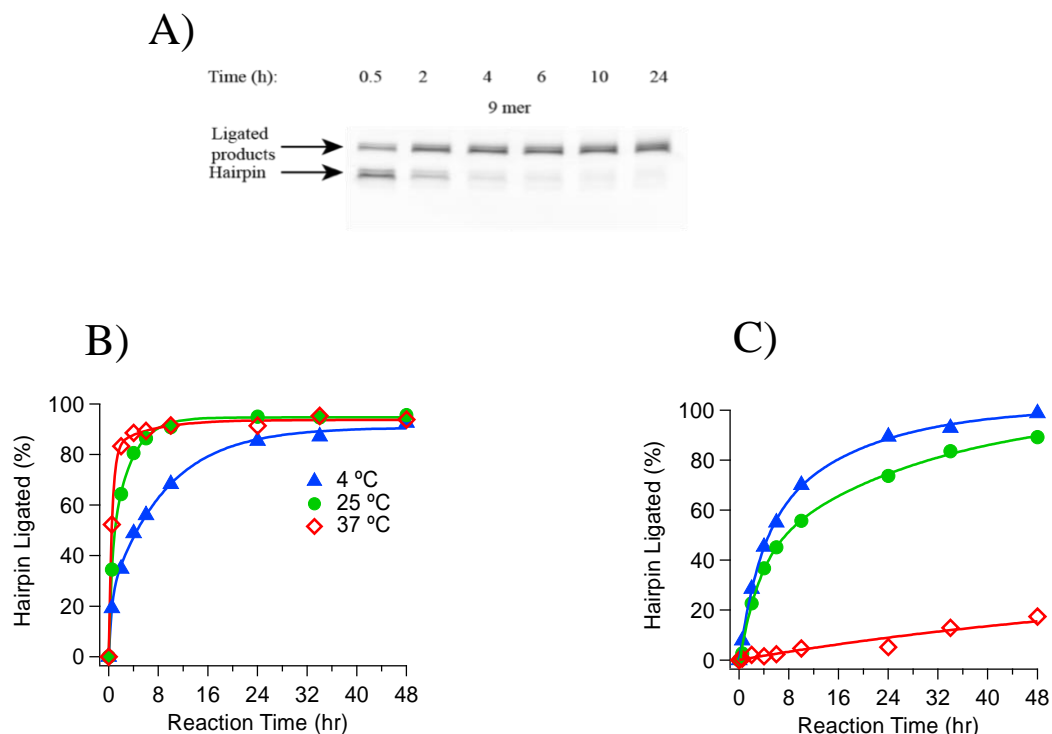 A)
Time (h): 0.5 2 4 6 10 24
9 mer
Ligated
products
Hairpin
B)
100
80
60
40
20
0
Hairpin Ligated (%)
4 ºC
25 ºC
37 ºC
0 8 16 24 32 40 48
Reaction Time (hr)
C)
100
80
60
40
20
0
Hairpin Ligated (%)
0 8 16 24 32 40 48
Reaction Time (hr)